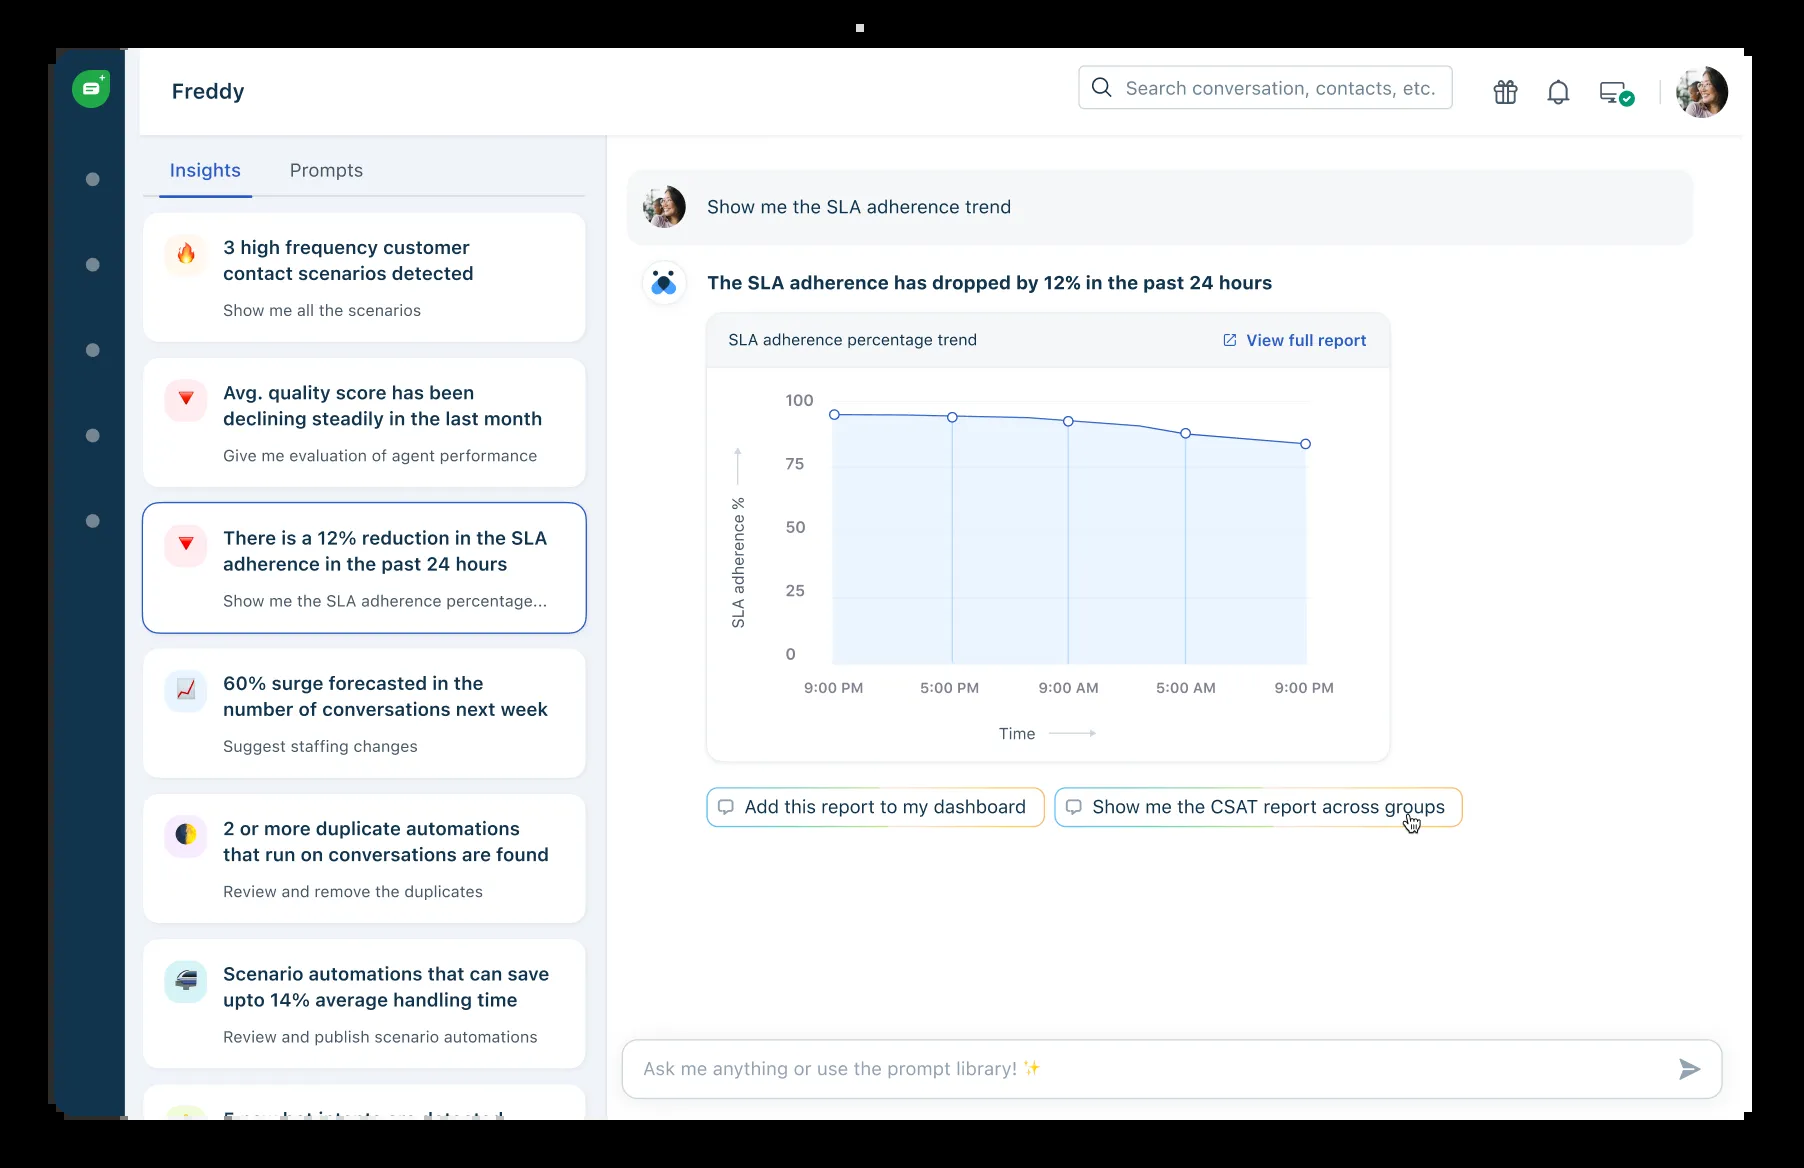 Freddy
Search conversation, contacts, etc.
Insights
Prompts
3 high frequency customer
contact scenarios detected
Show me all the scenarios
Avg. quality score has been
declining steadily in the last month
Give me evaluation of agent performance
There is a 12% reduction in the SLA
adherence in the past 24 hours
Show me the SLA adherence percentage...
60% surge forecasted in the
number of conversations next week
Suggest staffing changes
2 or more duplicate automations
that run on conversations are found
Review and remove the duplicates
Scenario automations that can save
upto 14% average handling time
Review and publish scenario automations
Show me the SLA adherence trend
The SLA adherence has dropped by 12% in the past 24 hours
SLA adherence percentage trend
View full report
SLA adherence %
100
75
50
25
0
9:00 PM
5:00 PM
9:00 AM
5:00 AM
9:00 PM
Time
Add this report to my dashboard
Show me the CSAT report across groups
Ask me anything or use the prompt library! ✨